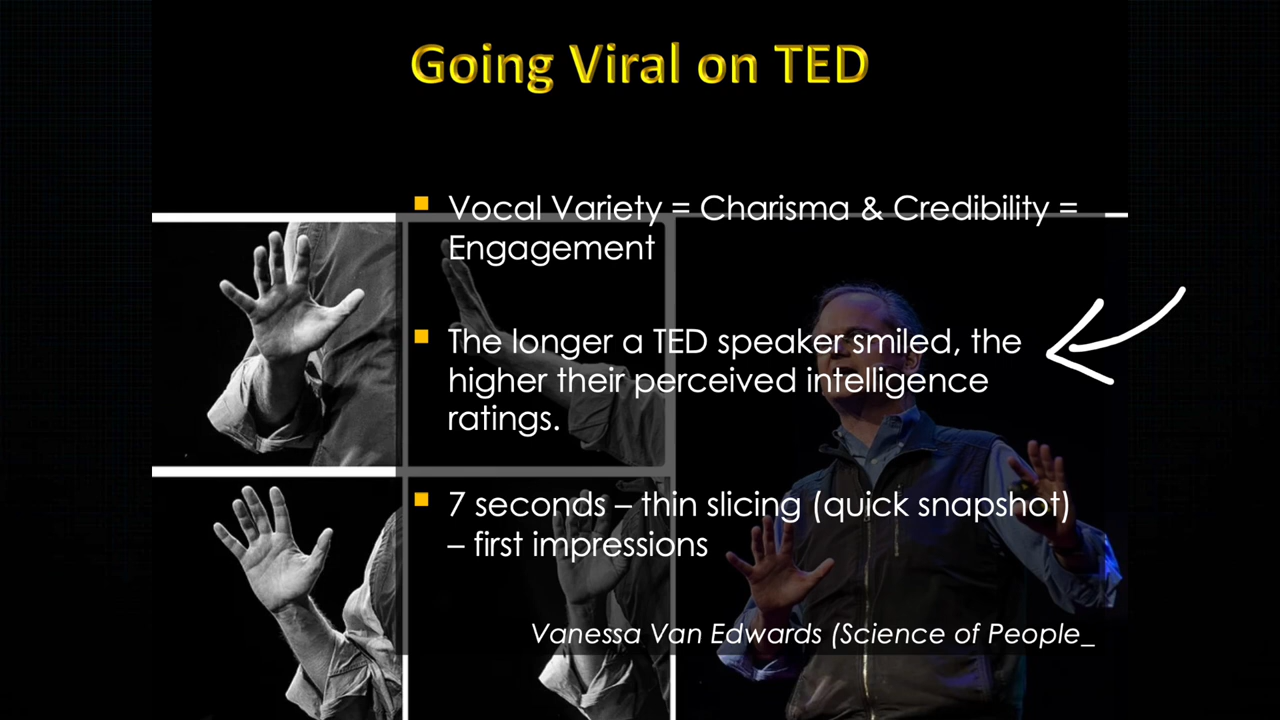 Going Viral on TED
Vocal Variety = Charisma & Credibility =
Engagement
The longer a TED speaker smiled, the
higher their perceived intelligence
ratings.
7 seconds – thin slicing (quick snapshot)
– first impressions
Vanessa Van Edwards (Science of People_